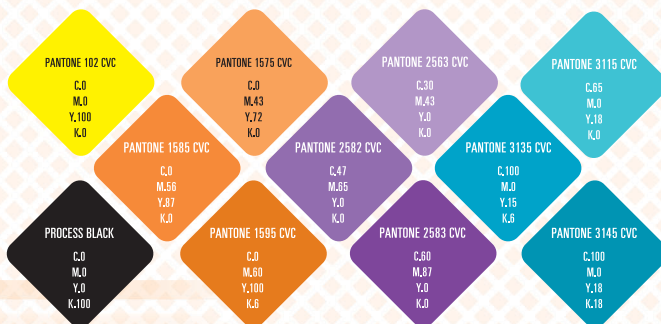 PANTONE 102 CVC
C.0
M.0
Y.100
K.0
PANTONE 1575 CVC
C.0
M.43
Y.72
K.0
PANTONE 2563 CVC
C.30
M.43
Y.0
K.0
PANTONE 3115 CVC
C.65
M.0
Y.18
K.0
PANTONE 1585 CVC
C.0
M.56
Y.87
K.0
PANTONE 2582 CVC
C.47
M.65
Y.0
K.0
PANTONE 3135 CVC
C.100
M.0
Y.15
K.6
PROCESS BLACK
C.0
M.0
Y.0
K.100
PANTONE 1595 CVC
C.0
M.60
Y.100
K.6
PANTONE 2583 CVC
C.60
M.87
Y.0
K.0
PANTONE 3145 CVC
C.100
M.0
Y.18
K.18